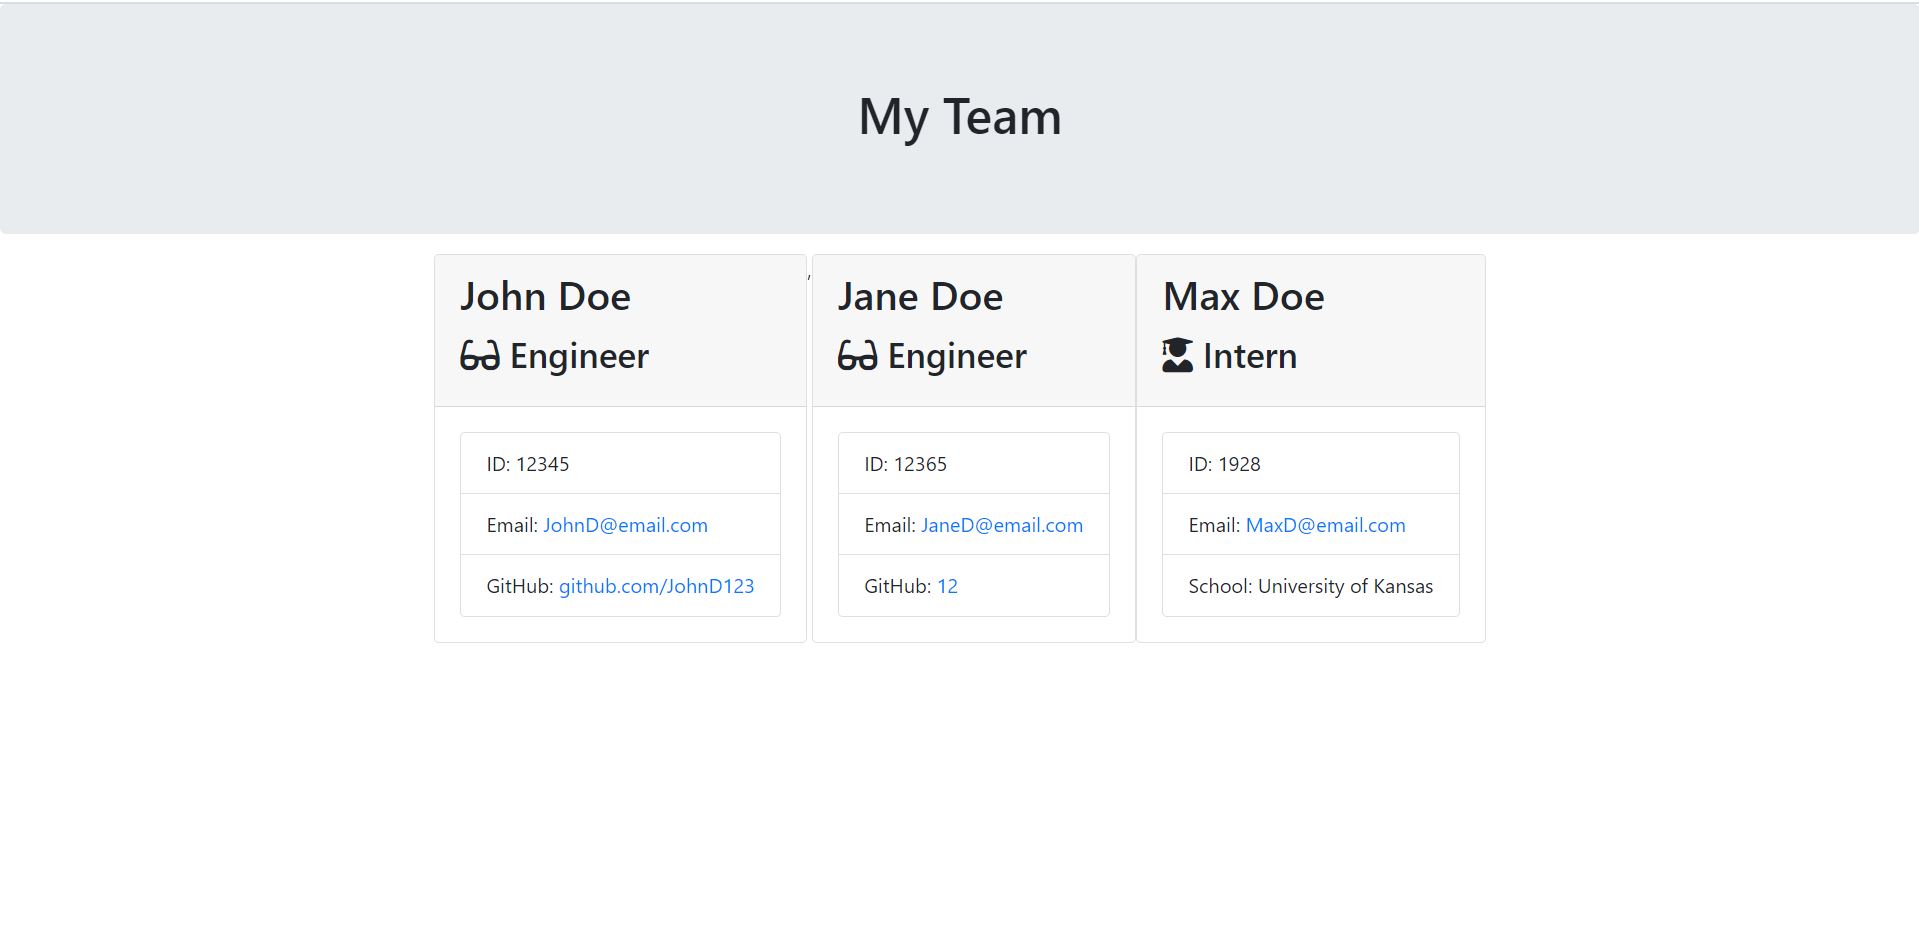 My Team
John Doe
Engineer
ID: 12345
Email: JohnD@email.com
GitHub: github.com/JohnD123
,
Jane Doe
Engineer
ID: 12365
Email: JaneD@email.com
GitHub: 12
Max Doe
Intern
ID: 1928
Email: MaxD@email.com
School: University of Kansas